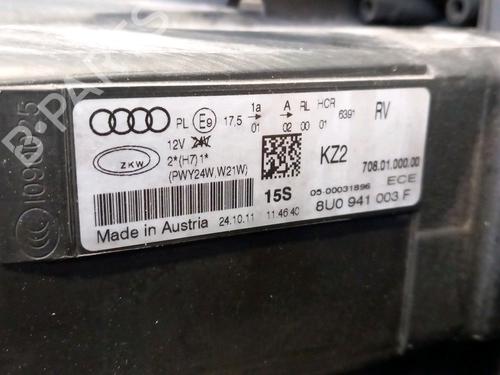 PL E9 17,5 1a A RL HCR 6391 RV
01 02 00 01
12V 24V
ZKW 2*(H7) 1* KZ2 708.01.000.00
(PWY24W,W21W) ECE
15S 05-00031896
8U0 941 003 F
Made in Austria 24.10.11 11:46:40
B-PARTS